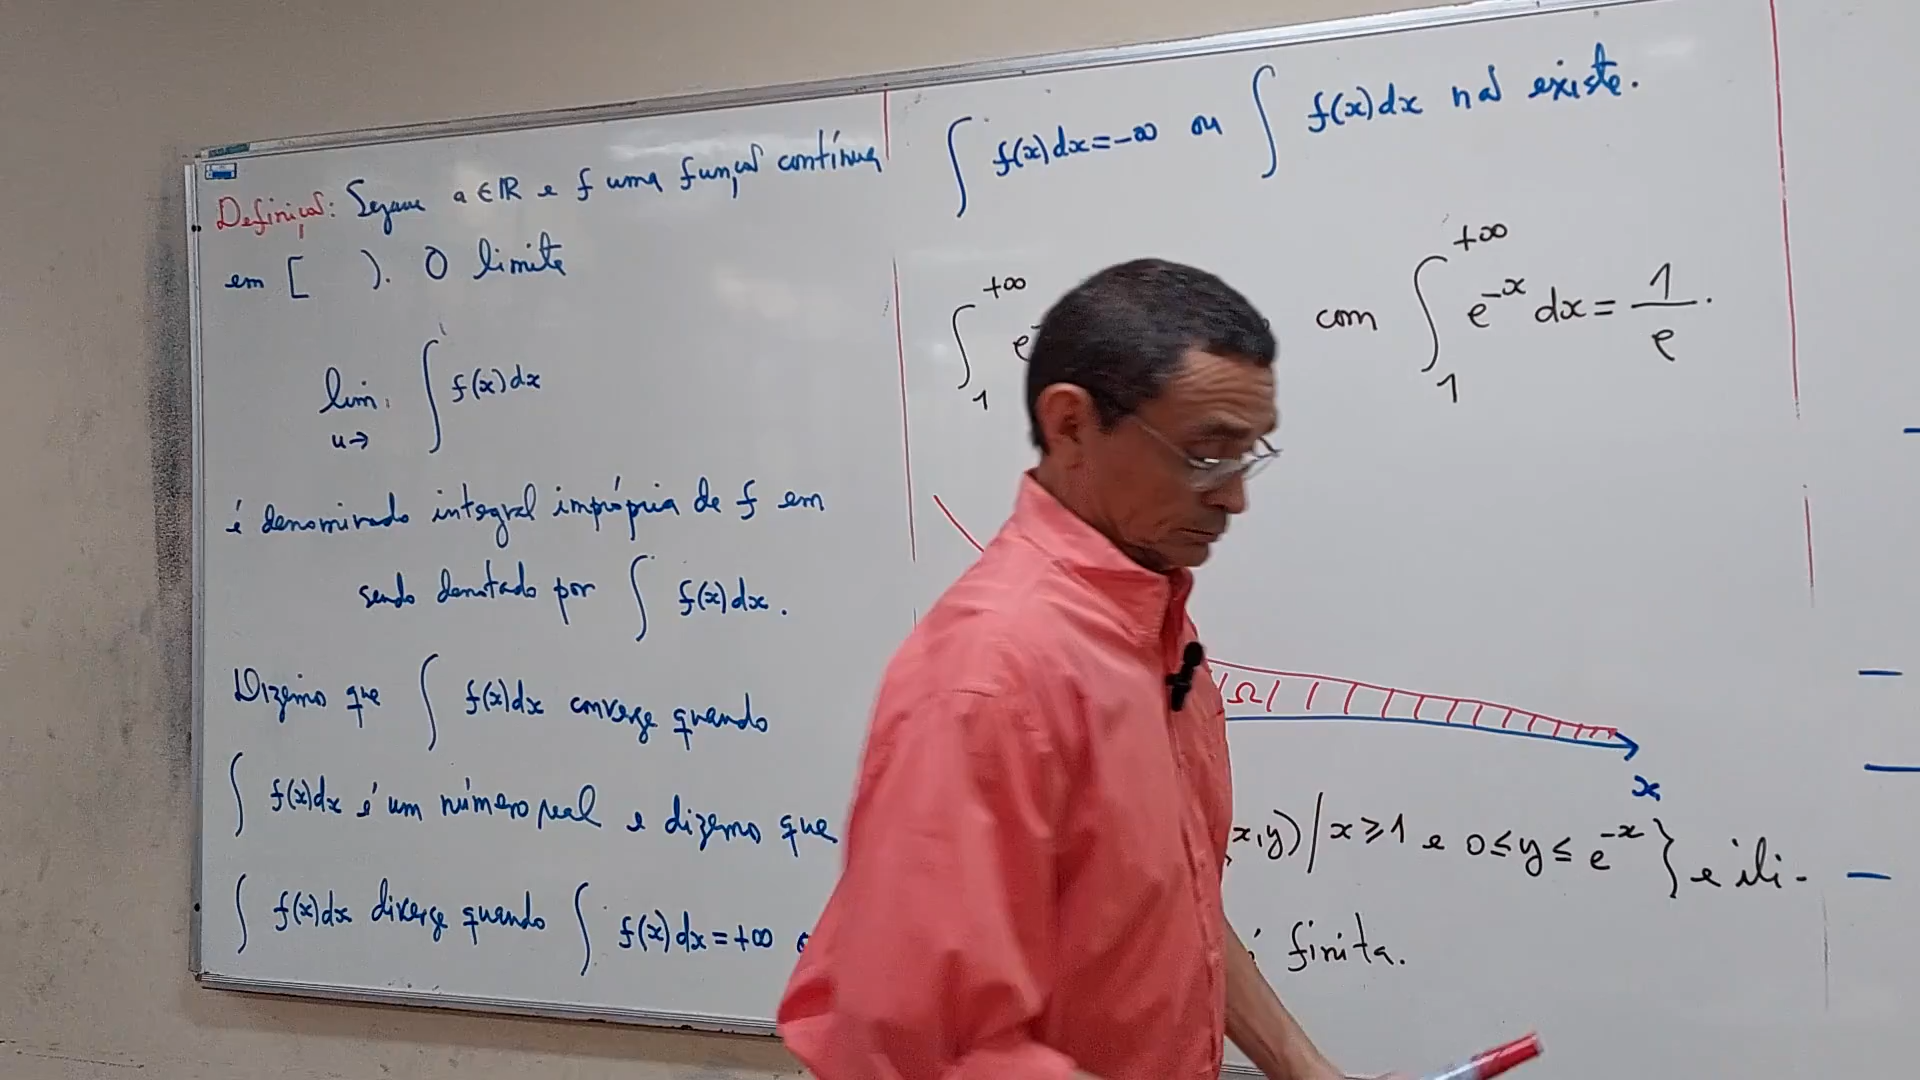 Definição: Sejam a ∈ ℝ e f uma função contínua
em [ ). O limite
lim ∫ f(x)dx
u→
é denominado integral imprópria de f em
sendo denotado por ∫ f(x)dx.
Dizemos que ∫ f(x)dx converge quando
∫ f(x)dx é um número real e dizemos que
∫ f(x)dx diverge quando ∫ f(x)dx = +∞
∫ f(x)dx = -∞ ou ∫ f(x)dx não existe.
∫₁^{+∞} e com ∫₁^{+∞} e^{-x} dx = 1/e.
Ω
x
x,y) / x ≥ 1 e 0 ≤ y ≤ e^{-x} } e ili-
finita.